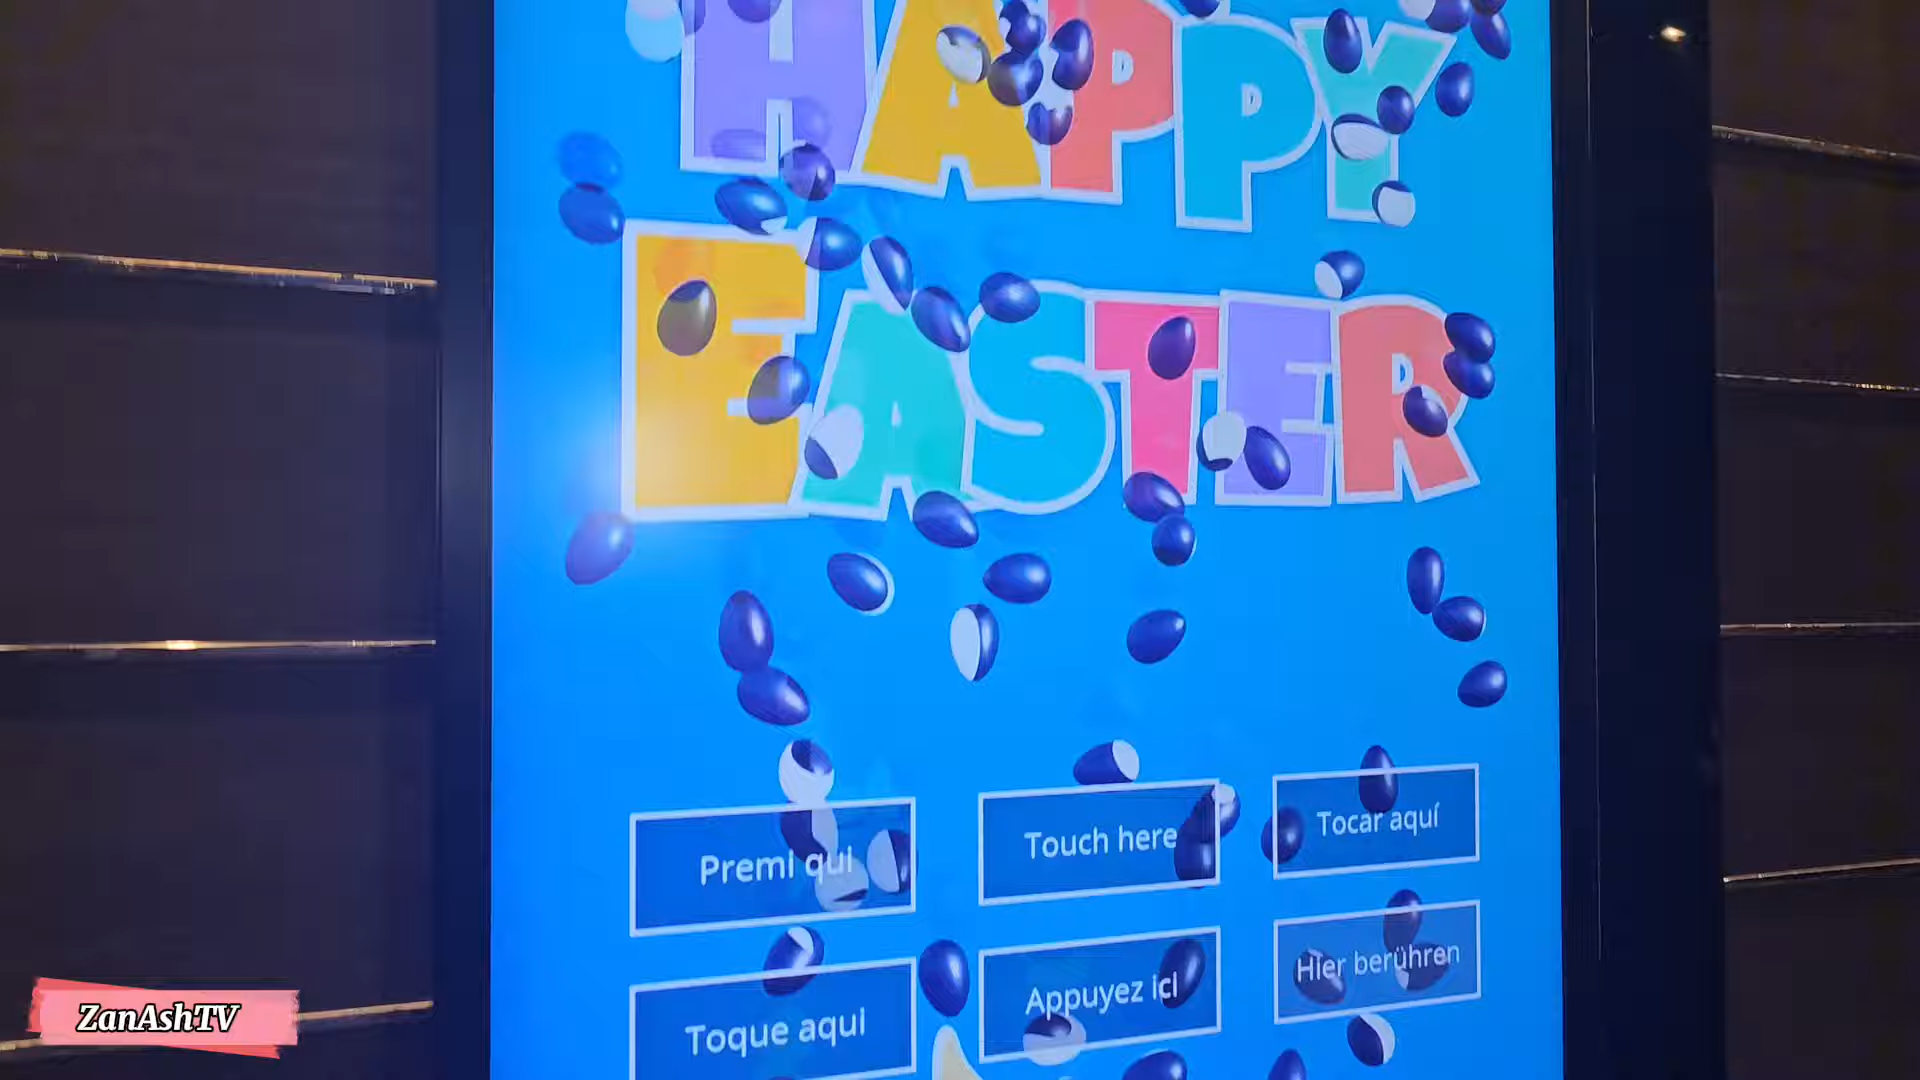 HAPPY
EASTER
Premi qui
Touch here
Tocar aquí
Toque aqui
Appuyez ici
Hier berühren
ZanAshTV